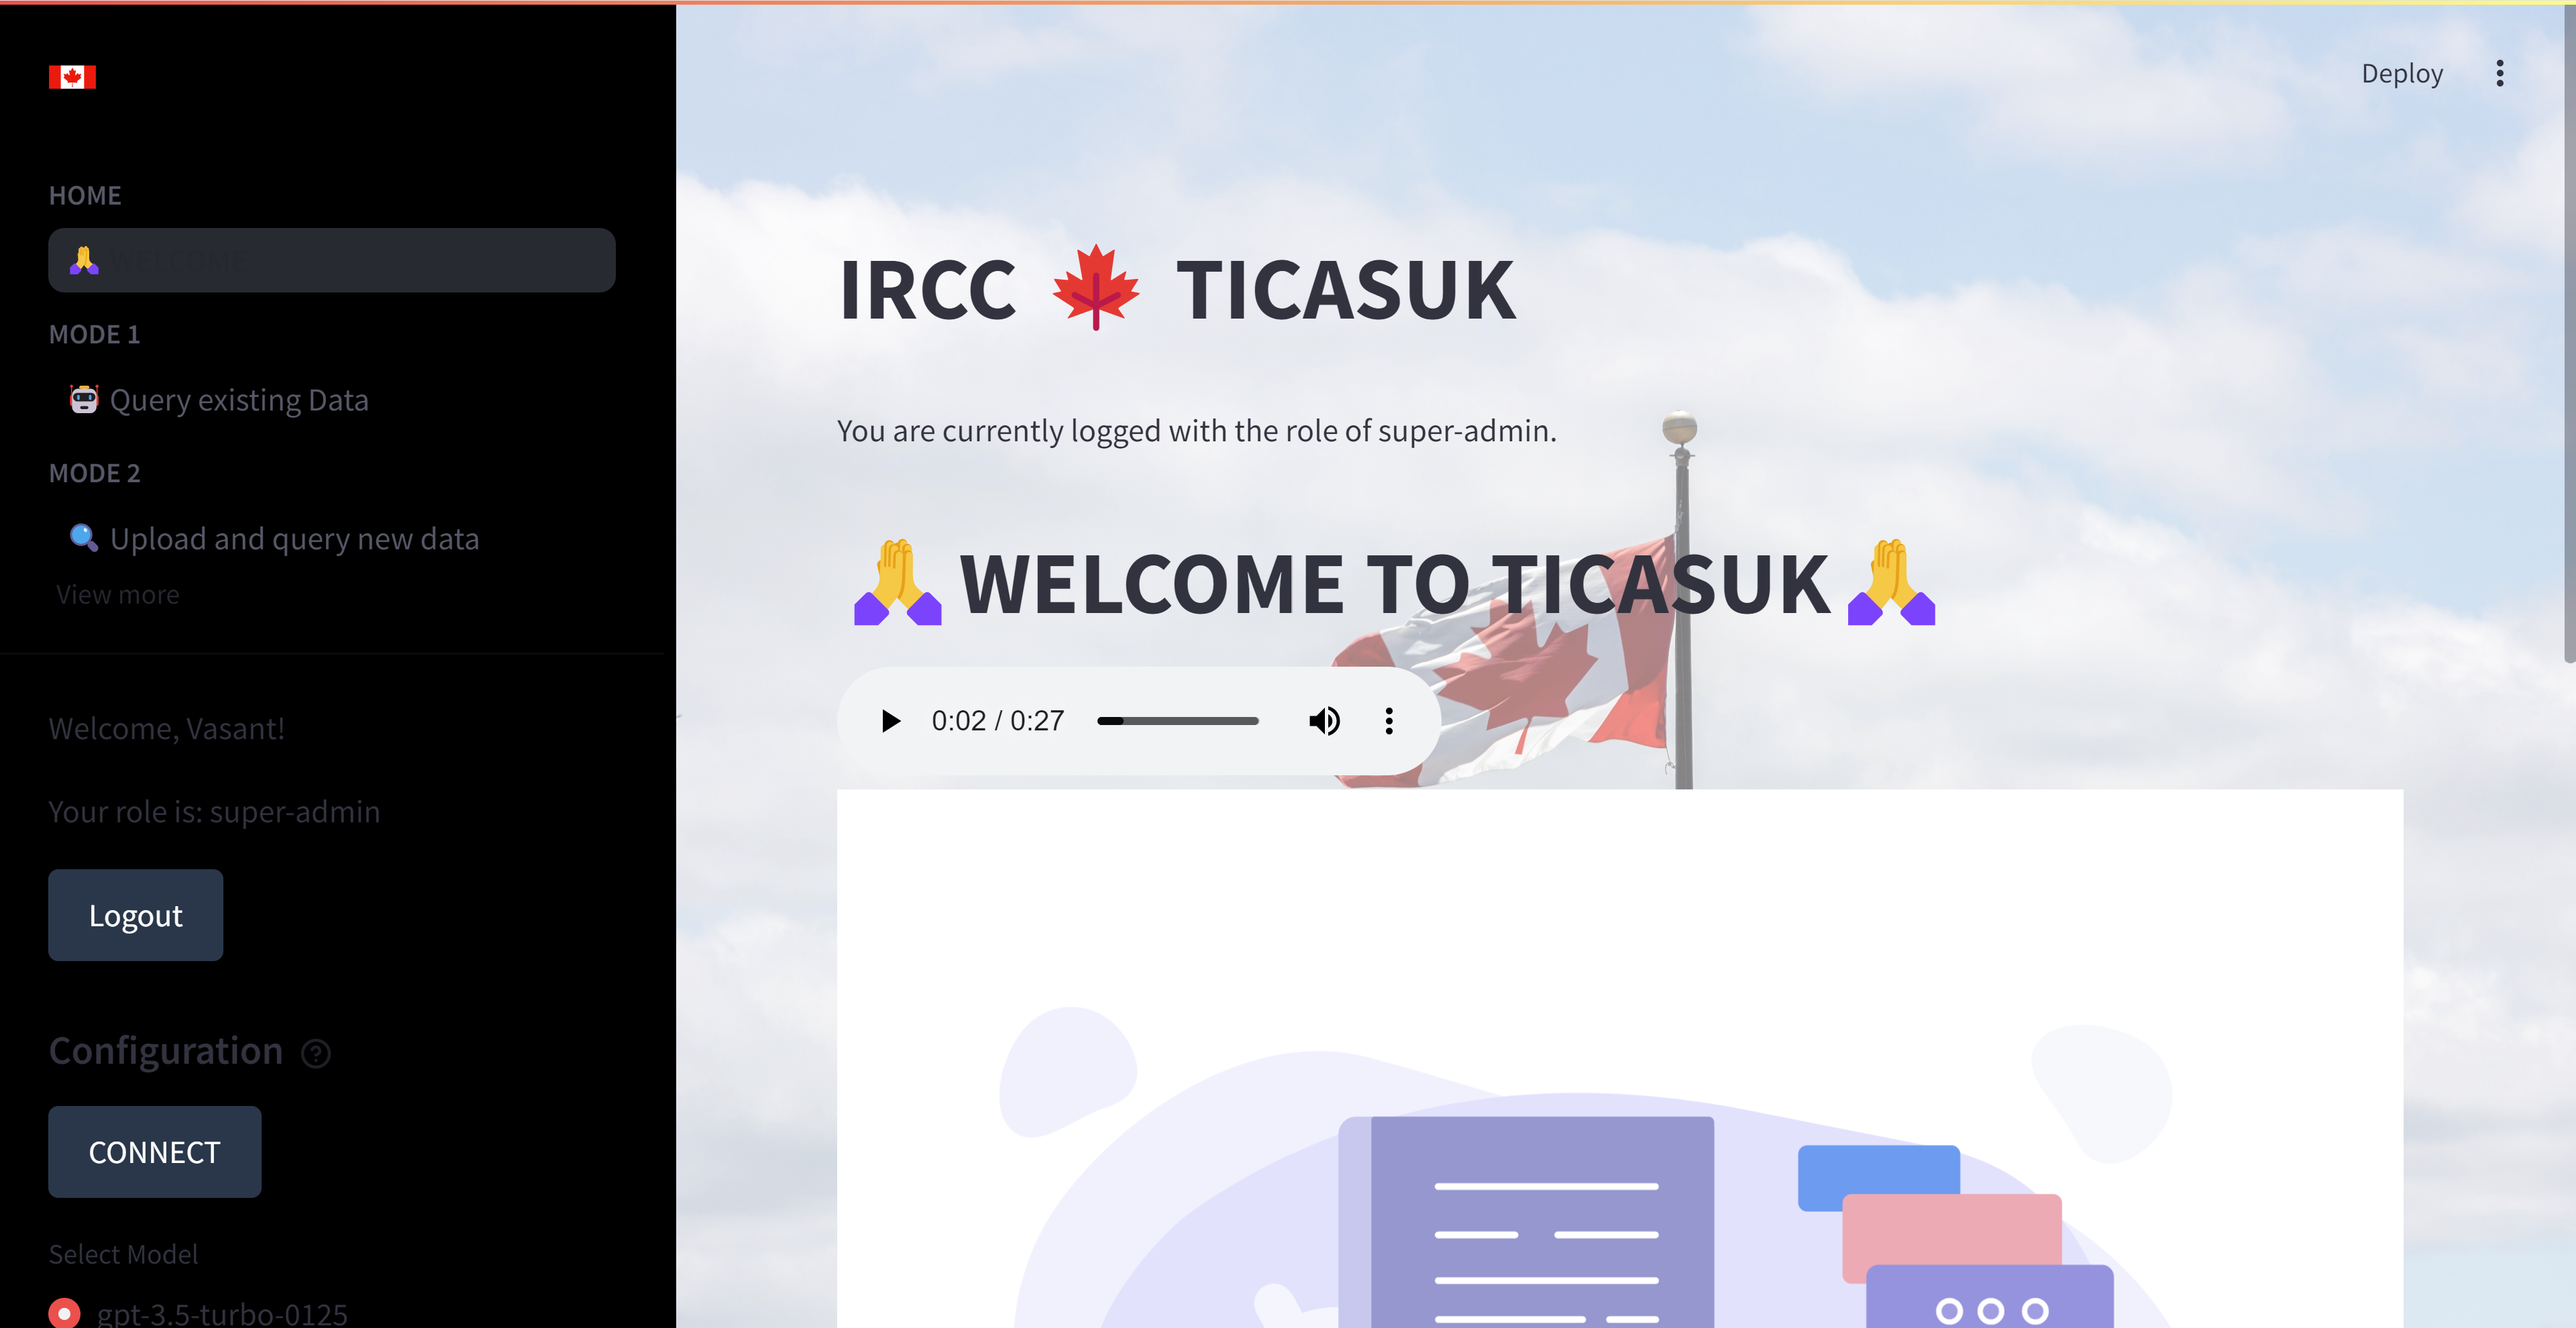 HOME
WELCOME
MODE 1
Query existing Data
MODE 2
Upload and query new data
View more
Welcome, Vasant!
Your role is: super-admin
Logout
Configuration
CONNECT
Select Model
gpt-3.5-turbo-0125
Deploy
IRCC TICASUK
You are currently logged with the role of super-admin.
WELCOME TO TICASUK
0:02 / 0:27